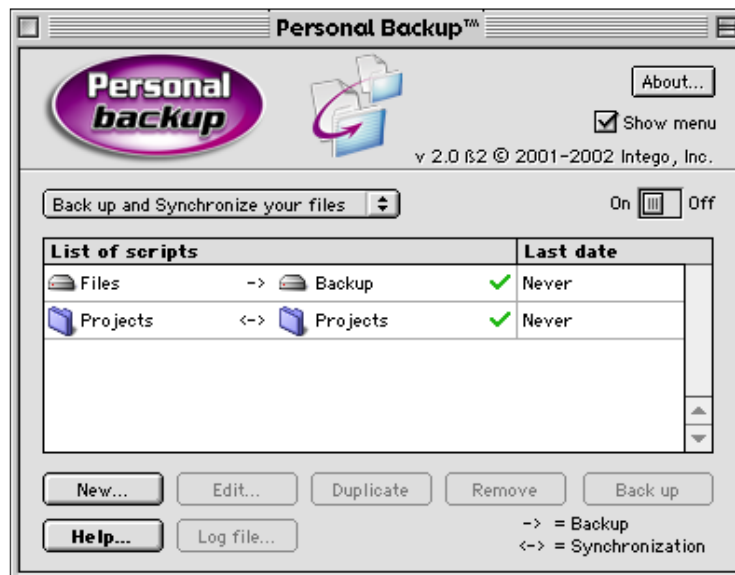 Personal Backup™
Personal
backup
About...
Show menu
v 2.0 ß2 © 2001-2002 Intego, Inc.
Back up and Synchronize your files
On Off
List of scripts Last date
Files -> Backup Never
Projects <-> Projects Never
New... Edit... Duplicate Remove Back up
Help... Log file...
-> = Backup
<-> = Synchronization